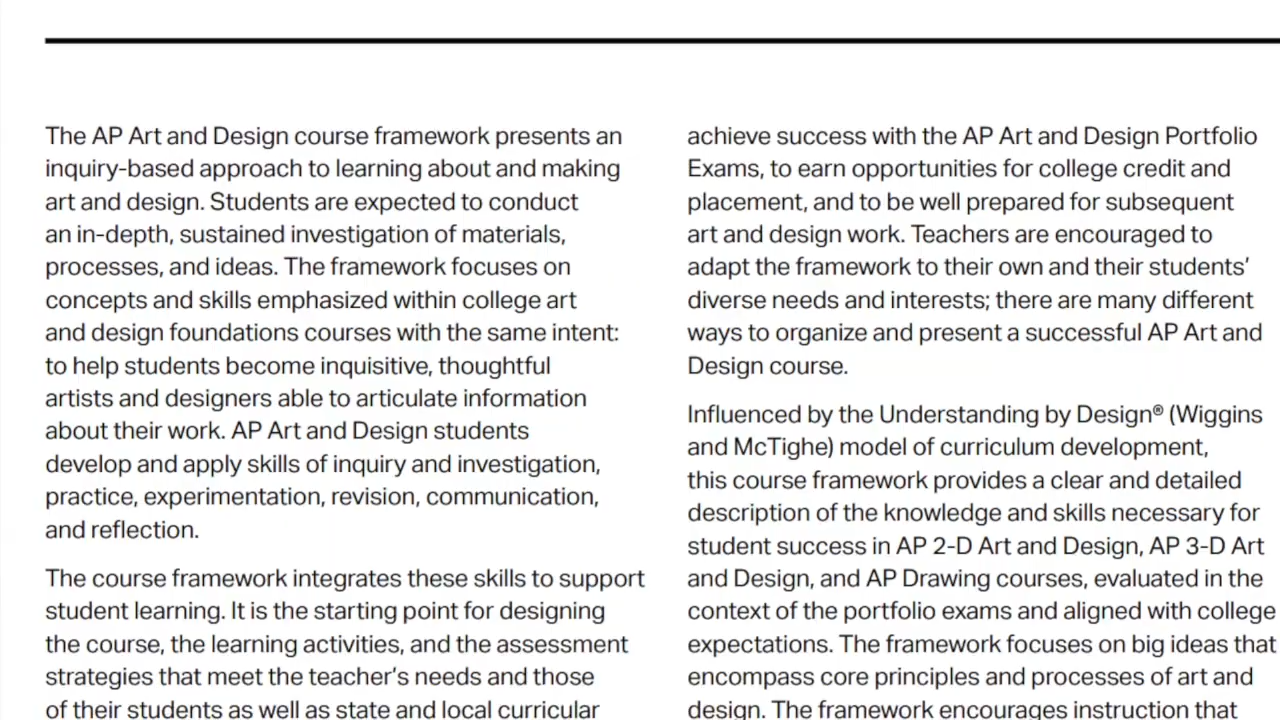 The AP Art and Design course framework presents an
inquiry-based approach to learning about and making
art and design. Students are expected to conduct
an in-depth, sustained investigation of materials,
processes, and ideas. The framework focuses on
concepts and skills emphasized within college art
and design foundations courses with the same intent:
to help students become inquisitive, thoughtful
artists and designers able to articulate information
about their work. AP Art and Design students
develop and apply skills of inquiry and investigation,
practice, experimentation, revision, communication,
and reflection.
The course framework integrates these skills to support
student learning. It is the starting point for designing
the course, the learning activities, and the assessment
strategies that meet the teacher's needs and those
of their students as well as state and local curricular
achieve success with the AP Art and Design Portfolio
Exams, to earn opportunities for college credit and
placement, and to be well prepared for subsequent
art and design work. Teachers are encouraged to
adapt the framework to their own and their students'
diverse needs and interests; there are many different
ways to organize and present a successful AP Art and
Design course.
Influenced by the Understanding by Design® (Wiggins
and McTighe) model of curriculum development,
this course framework provides a clear and detailed
description of the knowledge and skills necessary for
student success in AP 2-D Art and Design, AP 3-D Art
and Design, and AP Drawing courses, evaluated in the
context of the portfolio exams and aligned with college
expectations. The framework focuses on big ideas that
encompass core principles and processes of art and
design. The framework encourages instruction that